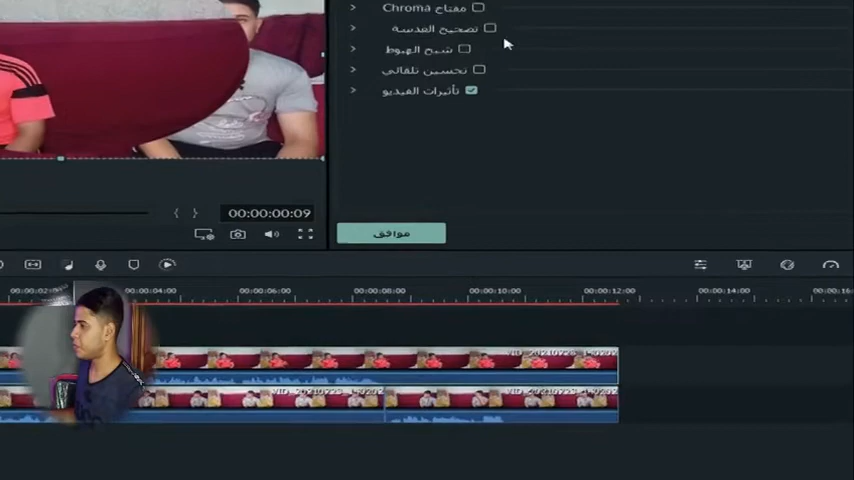 مفتاح Chroma
تصحيح العدسة
شبح الهبوط
تحسين تلقائي
تأثيرات الفيديو
00:00:00:09
موافق
00:00:04:00
00:00:06:00
00:00:08:00
00:00:10:00
00:00:12:00
00:00:14:00